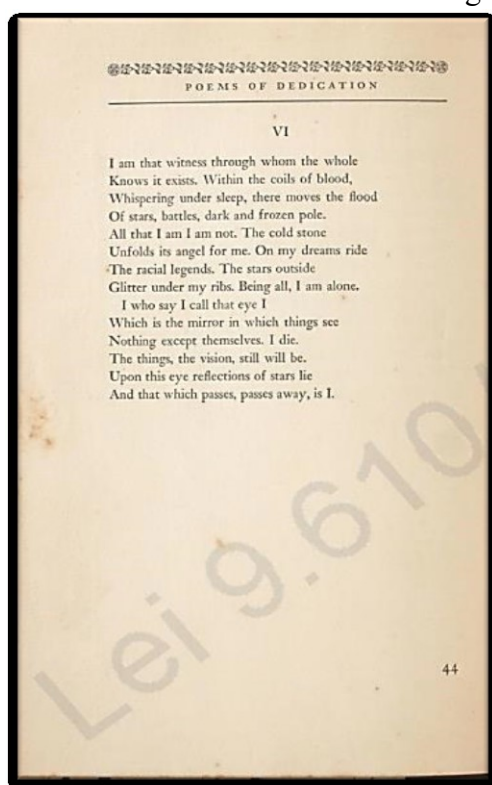 POEMS OF DEDICATION
VI
I am that witness through whom the whole
Knows it exists. Within the coils of blood,
Whispering under sleep, there moves the flood
Of stars, battles, dark and frozen pole.
All that I am I am not. The cold stone
Unfolds its angel for me. On my dreams ride
The racial legends. The stars outside
Glitter under my ribs. Being all, I am alone.
I who say I call that eye I
Which is the mirror in which things see
Nothing except themselves. I die.
The things, the vision, still will be.
Upon this eye reflections of stars lie
And that which passes, passes away, is I.
Lei 9.610
44